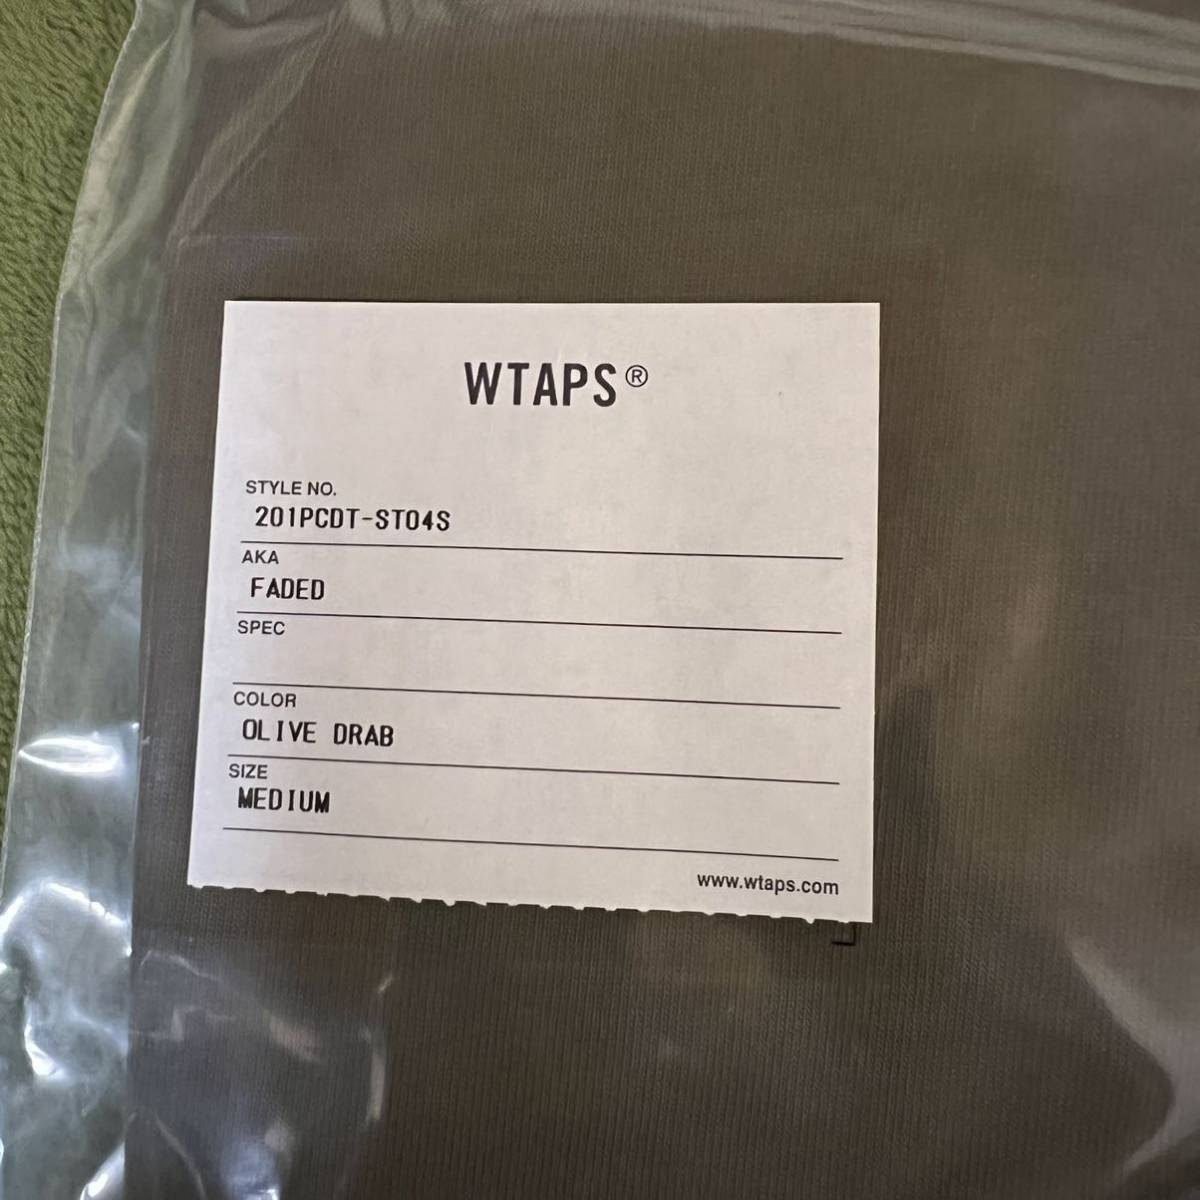 WTAPS®
STYLE NO.
201PCDT-ST04S
AKA
FADED
SPEC
COLOR
OLIVE DRAB
SIZE
MEDIUM
www.wtaps.com